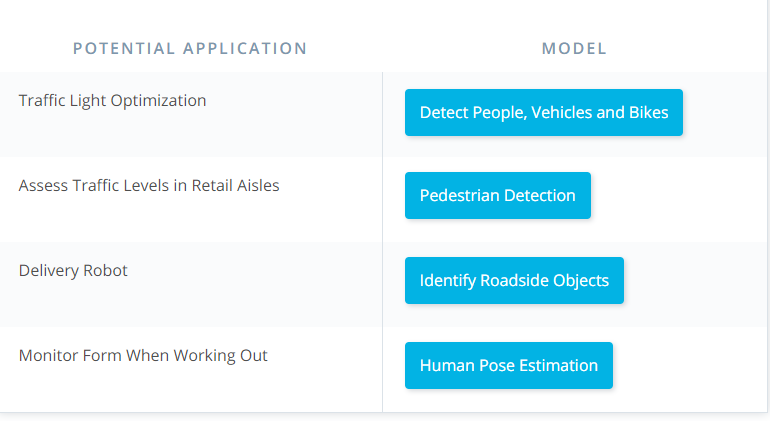 POTENTIAL APPLICATION MODEL
Traffic Light Optimization Detect People, Vehicles and Bikes
Assess Traffic Levels in Retail Aisles Pedestrian Detection
Delivery Robot Identify Roadside Objects
Monitor Form When Working Out Human Pose Estimation